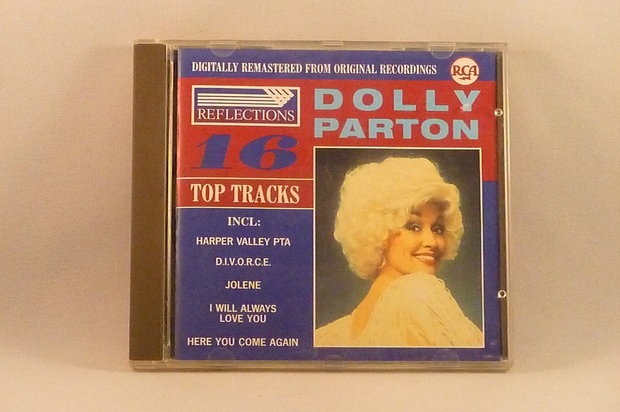 DIGITALLY REMASTERED FROM ORIGINAL RECORDINGS
RCA
REFLECTIONS
DOLLY
PARTON
16
TOP TRACKS
INCL:
HARPER VALLEY PTA
D.I.V.O.R.C.E.
JOLENE
I WILL ALWAYS
LOVE YOU
HERE YOU COME AGAIN